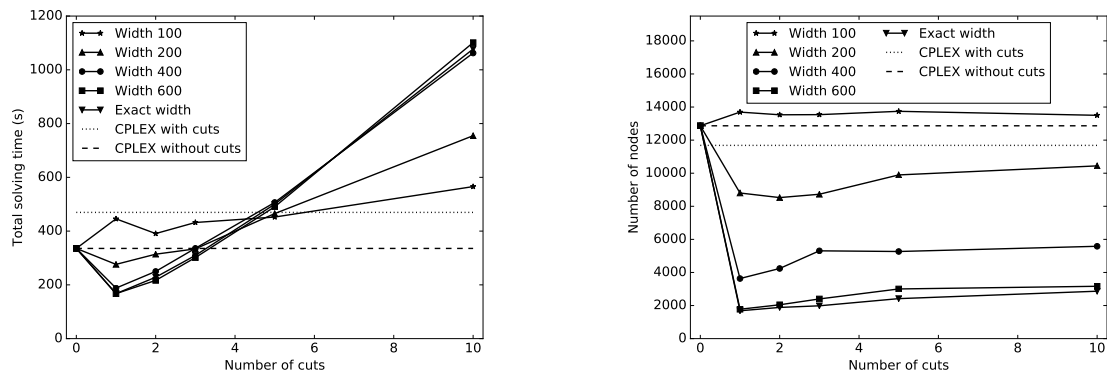 1200
1000
800
600
400
200
0
Total solving time (s)
Width 100
Width 200
Width 400
Width 600
Exact width
CPLEX with cuts
CPLEX without cuts
0 2 4 6 8 10
Number of cuts
18000
16000
14000
12000
10000
8000
6000
4000
2000
0
Number of nodes
Width 100
Width 200
Width 400
Width 600
Exact width
CPLEX with cuts
CPLEX without cuts
0 2 4 6 8 10
Number of cuts